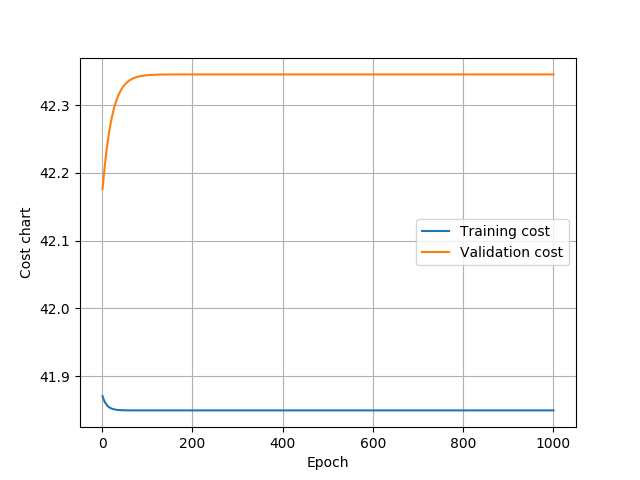 42.3
42.2
42.1
42.0
41.9
Cost chart
Training cost
Validation cost
0 200 400 600 800 1000
Epoch